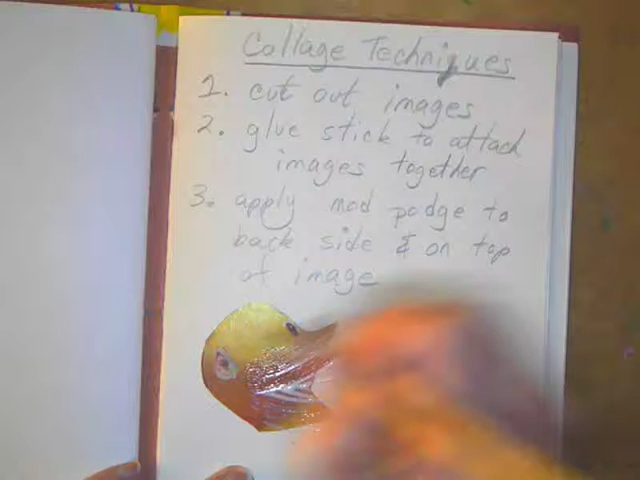 Collage Techniques
1. cut out images
2. glue stick to attach
images together
3. apply mod podge to
back side & on top
of image